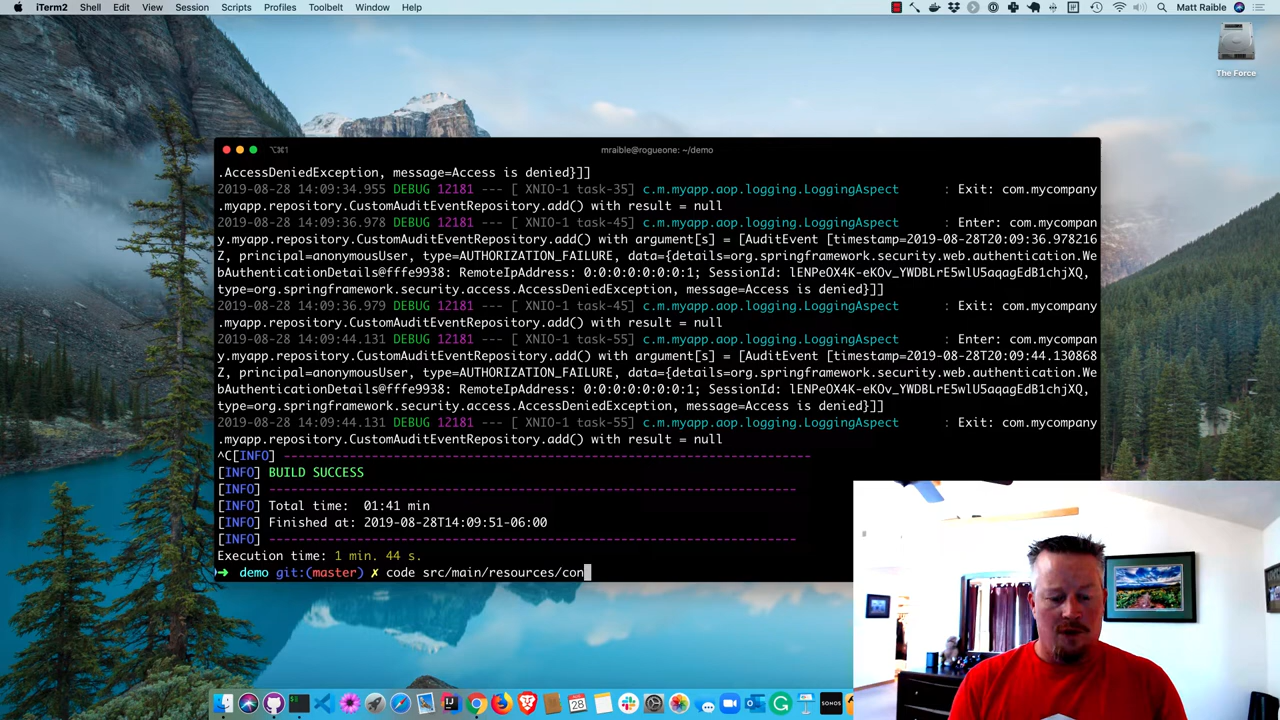 iTerm2 Shell Edit View Session Scripts Profiles Toolbelt Window Help
Matt Raible
The Force
⌥⌘1
mraible@rogueone: ~/demo
.AccessDeniedException, message=Access is denied}]]
2019-08-28 14:09:34.955 DEBUG 12181 --- [ XNIO-1 task-35] c.m.myapp.aop.logging.LoggingAspect : Exit: com.mycompany
.myapp.repository.CustomAuditEventRepository.add() with result = null
2019-08-28 14:09:36.978 DEBUG 12181 --- [ XNIO-1 task-45] c.m.myapp.aop.logging.LoggingAspect : Enter: com.mycompan
y.myapp.repository.CustomAuditEventRepository.add() with argument[s] = [AuditEvent [timestamp=2019-08-28T20:09:36.978216
Z, principal=anonymousUser, type=AUTHORIZATION_FAILURE, data={details=org.springframework.security.web.authentication.We
bAuthenticationDetails@fffe9938: RemoteIpAddress: 0:0:0:0:0:0:0:1; SessionId: lENPeOX4K-eKOv_YWDBLrE5wlU5aqagEdB1chjXQ,
type=org.springframework.security.access.AccessDeniedException, message=Access is denied}]]
2019-08-28 14:09:36.979 DEBUG 12181 --- [ XNIO-1 task-45] c.m.myapp.aop.logging.LoggingAspect : Exit: com.mycompany
.myapp.repository.CustomAuditEventRepository.add() with result = null
2019-08-28 14:09:44.131 DEBUG 12181 --- [ XNIO-1 task-55] c.m.myapp.aop.logging.LoggingAspect : Enter: com.mycompan
y.myapp.repository.CustomAuditEventRepository.add() with argument[s] = [AuditEvent [timestamp=2019-08-28T20:09:44.130868
Z, principal=anonymousUser, type=AUTHORIZATION_FAILURE, data={details=org.springframework.security.web.authentication.We
bAuthenticationDetails@fffe9938: RemoteIpAddress: 0:0:0:0:0:0:0:1; SessionId: lENPeOX4K-eKOv_YWDBLrE5wlU5aqagEdB1chjXQ,
type=org.springframework.security.access.AccessDeniedException, message=Access is denied}]]
2019-08-28 14:09:44.131 DEBUG 12181 --- [ XNIO-1 task-55] c.m.myapp.aop.logging.LoggingAspect : Exit: com.mycompany
.myapp.repository.CustomAuditEventRepository.add() with result = null
^C[INFO] ------------------------------------------------------------------------
[INFO] BUILD SUCCESS
[INFO] ------------------------------------------------------------------------
[INFO] Total time:  01:41 min
[INFO] Finished at: 2019-08-28T14:09:51-06:00
[INFO] ------------------------------------------------------------------------
Execution time: 1 min. 44 s.
➜ demo git:(master) ✗ code src/main/resources/con
28
SONOS